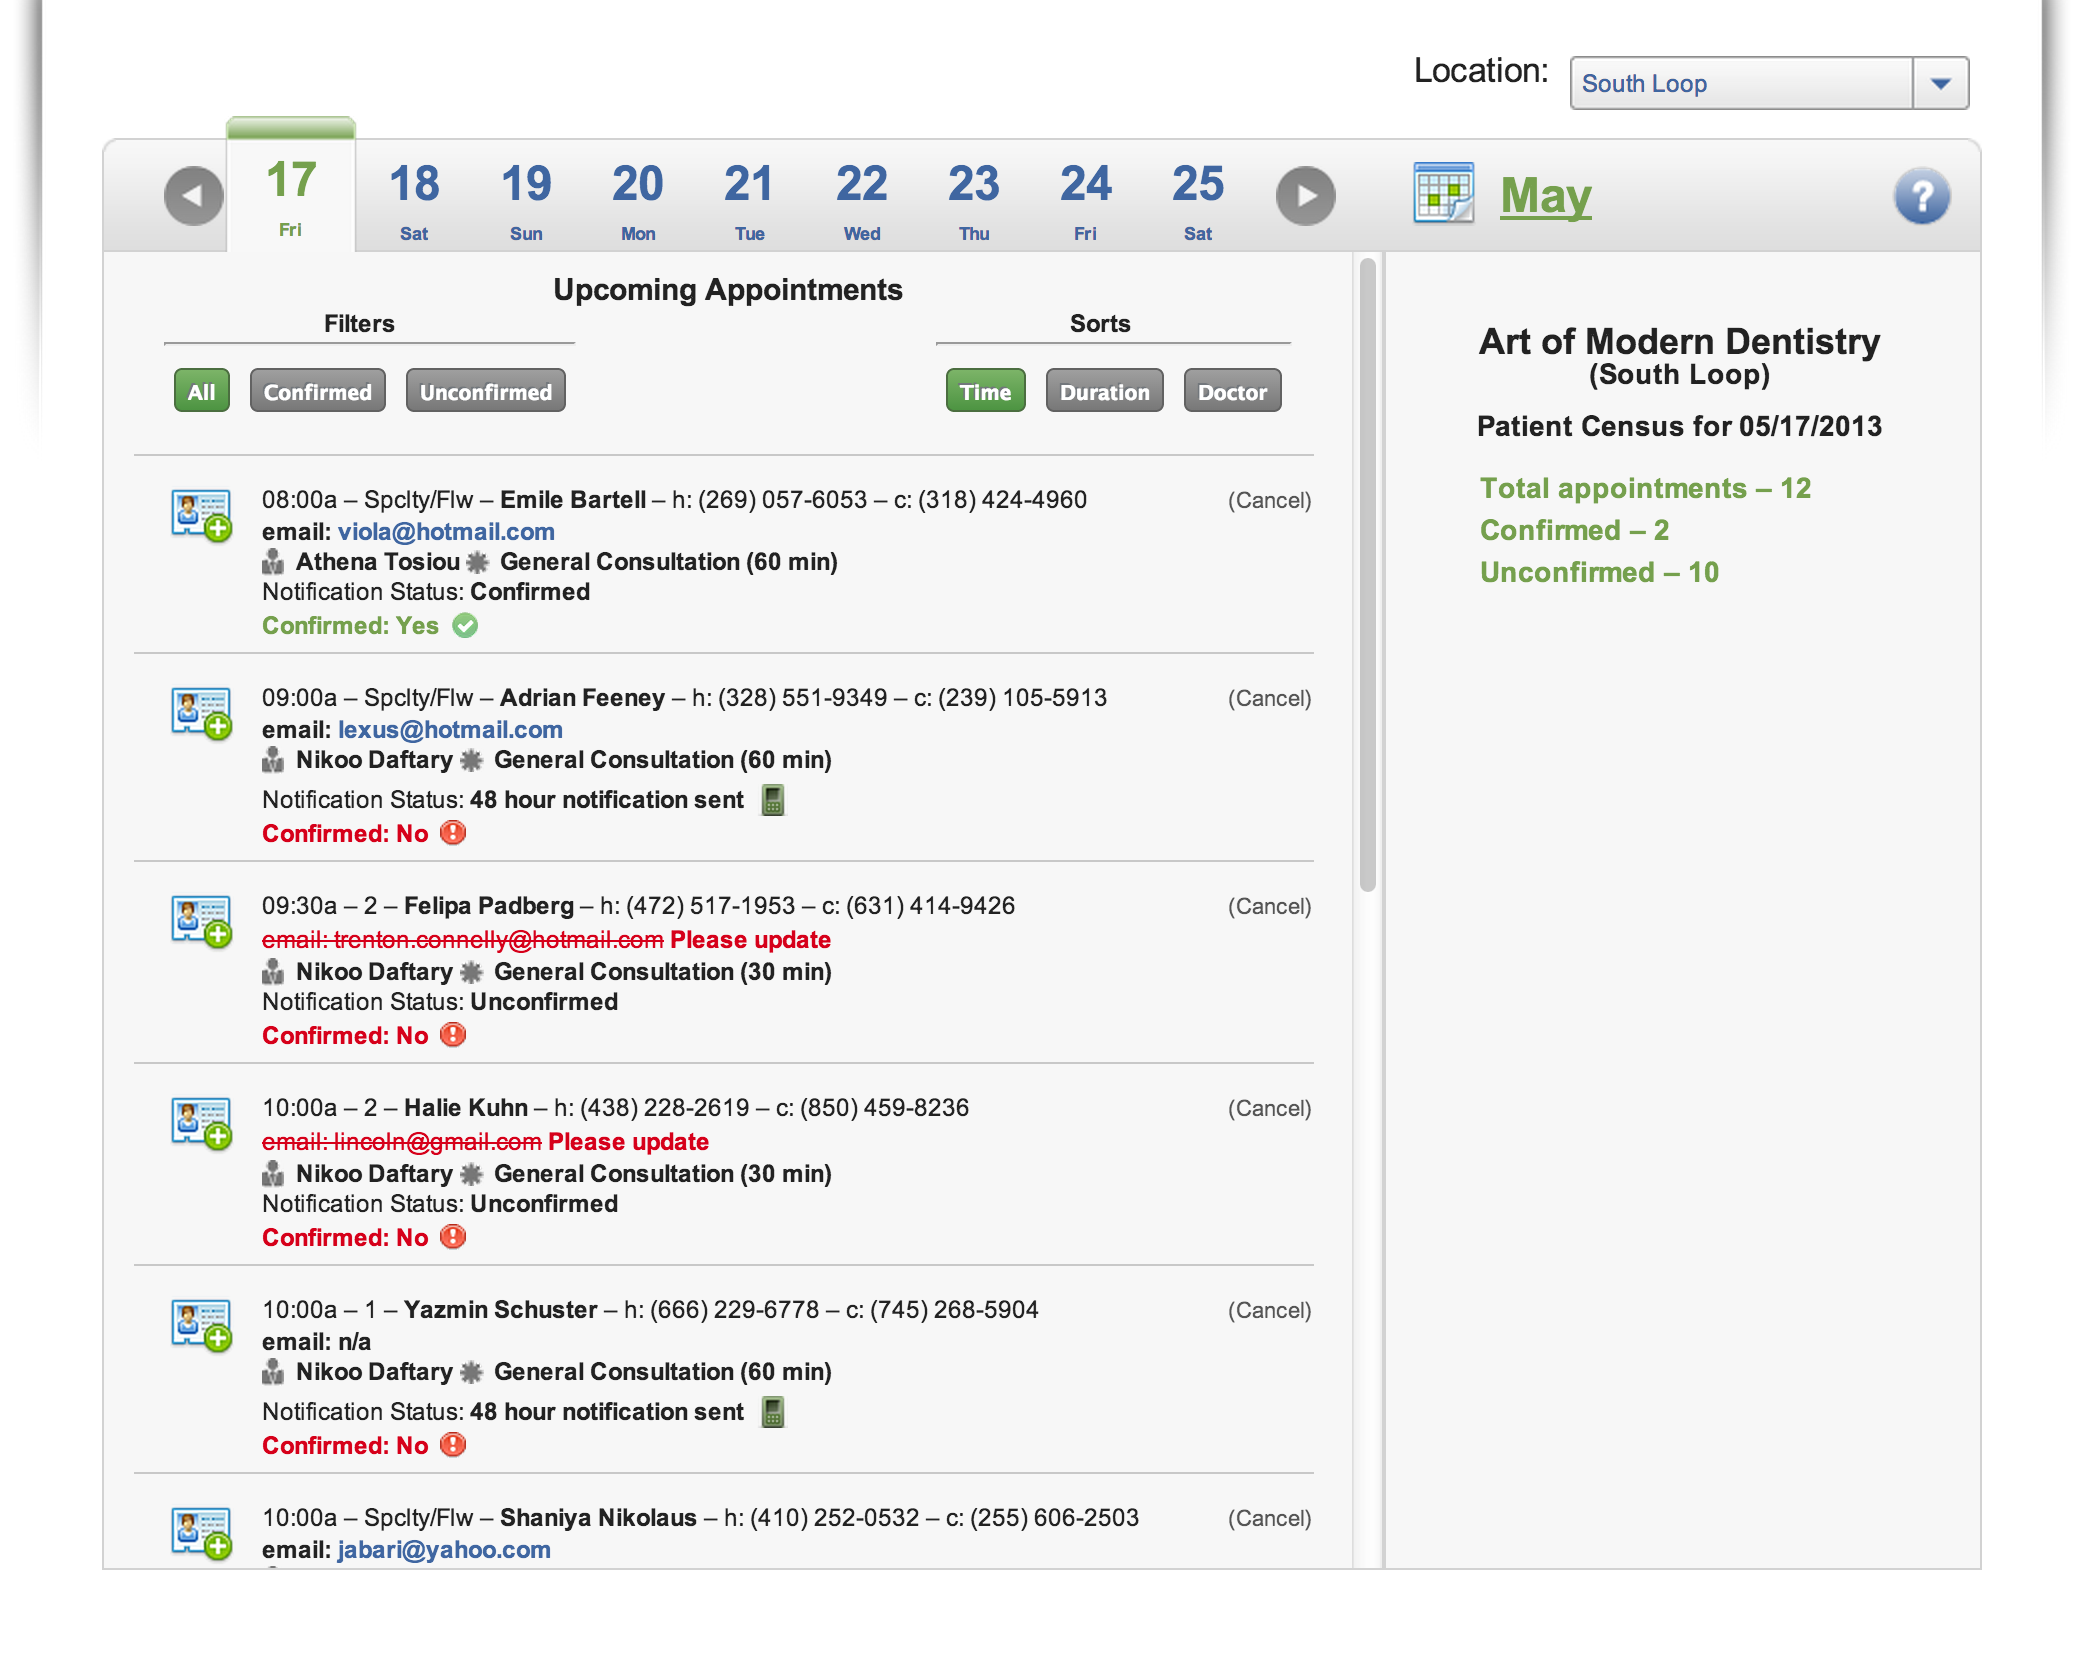 Location: South Loop
17 18 19 20 21 22 23 24 25 May ?
Fri Sat Sun Mon Tue Wed Thu Fri Sat
Upcoming Appointments
Filters Sorts
All Confirmed Unconfirmed Time Duration Doctor
08:00a – Spclty/Flw – Emile Bartell – h: (269) 057-6053 – c: (318) 424-4960 (Cancel)
email: viola@hotmail.com
Athena Tosiou General Consultation (60 min)
Notification Status: Confirmed
Confirmed: Yes
09:00a – Spclty/Flw – Adrian Feeney – h: (328) 551-9349 – c: (239) 105-5913 (Cancel)
email: lexus@hotmail.com
Nikoo Daftary General Consultation (60 min)
Notification Status: 48 hour notification sent
Confirmed: No
09:30a – 2 – Felipa Padberg – h: (472) 517-1953 – c: (631) 414-9426 (Cancel)
email: trenton.connelly@hotmail.com Please update
Nikoo Daftary General Consultation (30 min)
Notification Status: Unconfirmed
Confirmed: No
10:00a – 2 – Halie Kuhn – h: (438) 228-2619 – c: (850) 459-8236 (Cancel)
email: lincoln@gmail.com Please update
Nikoo Daftary General Consultation (30 min)
Notification Status: Unconfirmed
Confirmed: No
10:00a – 1 – Yazmin Schuster – h: (666) 229-6778 – c: (745) 268-5904 (Cancel)
email: n/a
Nikoo Daftary General Consultation (60 min)
Notification Status: 48 hour notification sent
Confirmed: No
10:00a – Spclty/Flw – Shaniya Nikolaus – h: (410) 252-0532 – c: (255) 606-2503 (Cancel)
email: jabari@yahoo.com
Art of Modern Dentistry
(South Loop)
Patient Census for 05/17/2013
Total appointments – 12
Confirmed – 2
Unconfirmed – 10